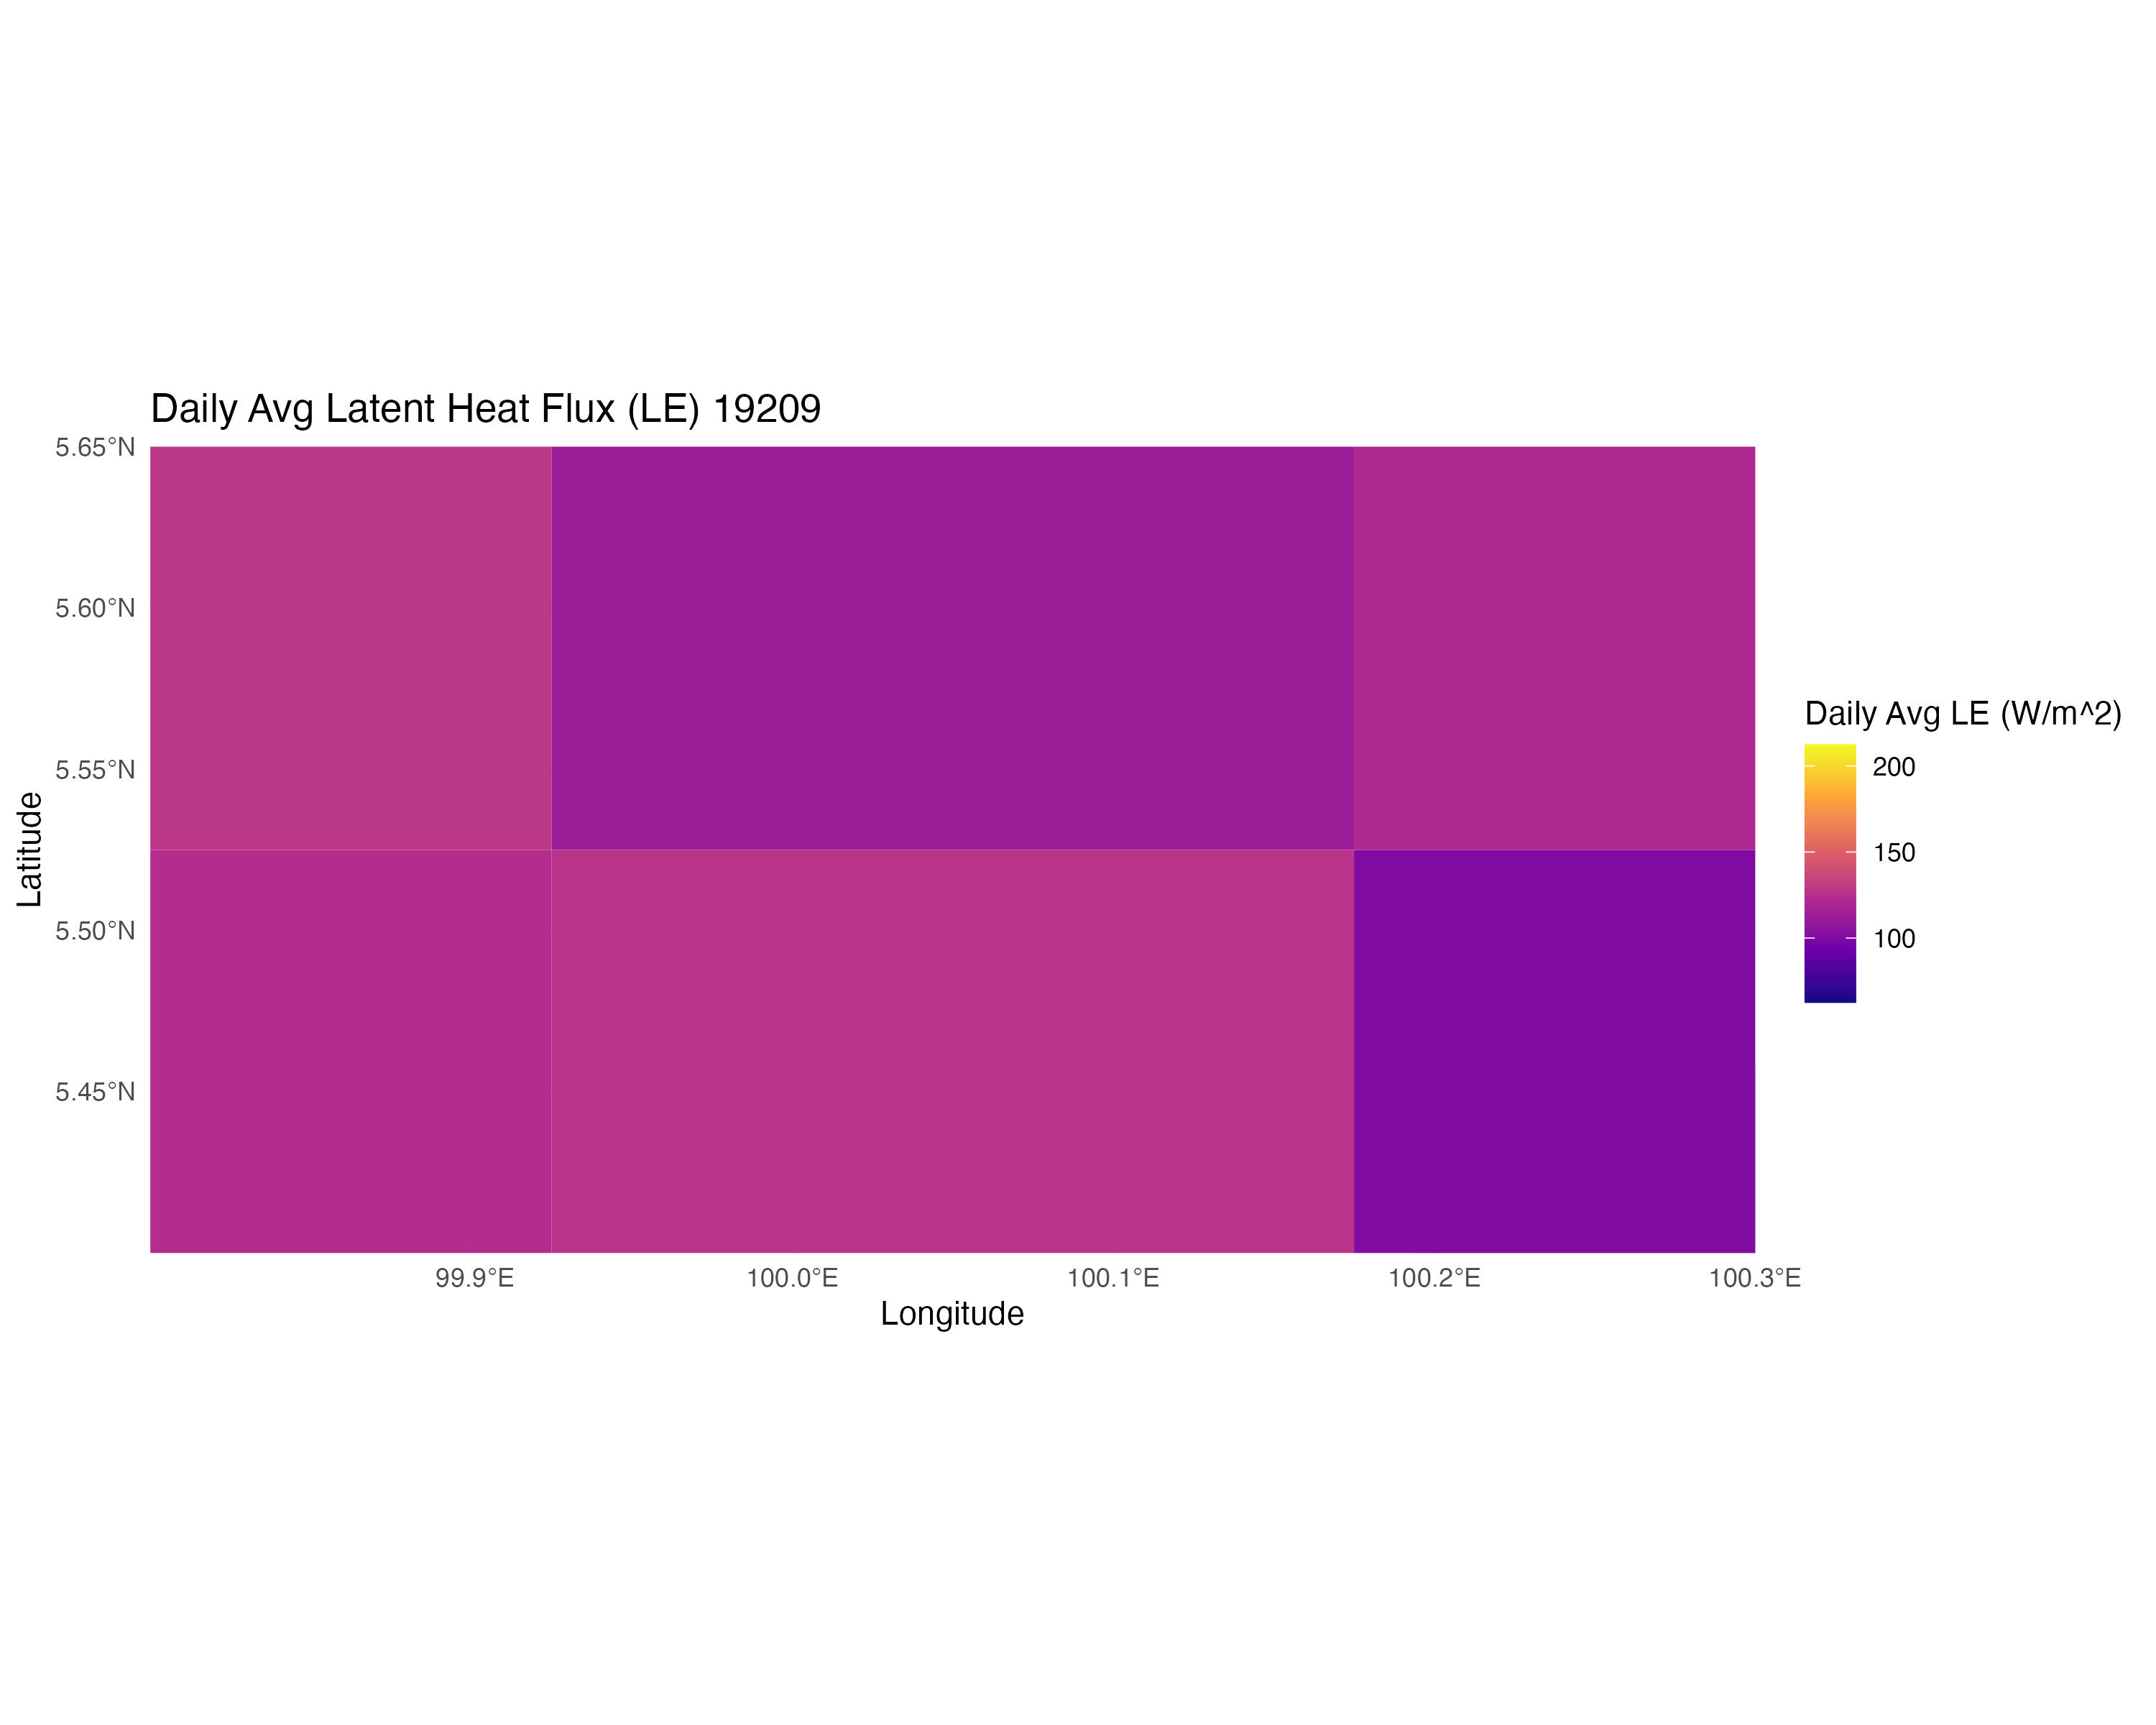 Daily Avg Latent Heat Flux (LE) 19209
5.65°N
5.60°N
5.55°N
5.50°N
5.45°N
Latitude
99.9°E
100.0°E
100.1°E
100.2°E
100.3°E
Longitude
Daily Avg LE (W/m^2)
200
150
100